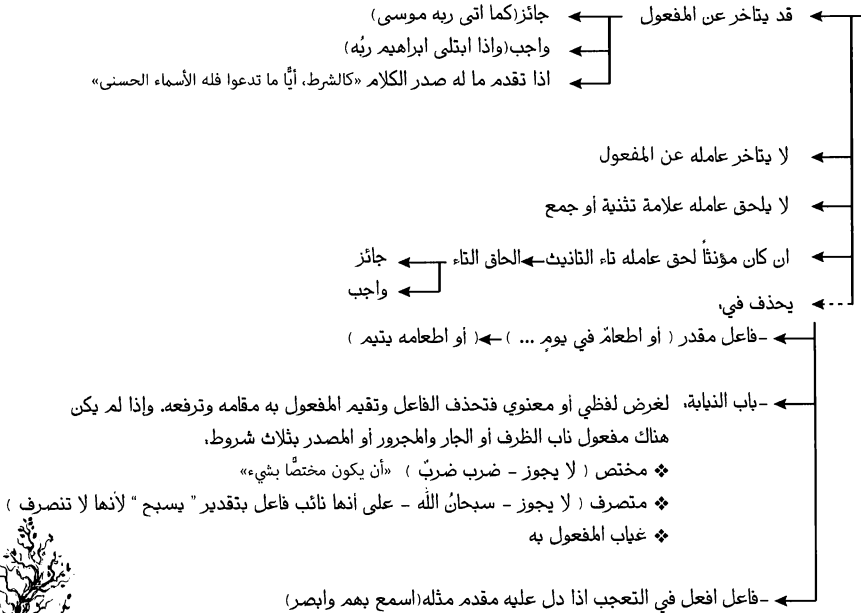 قد يتاخر عن المفعول
جائز(كما اتى ربه موسى)
واجب(واذا ابتلى ابراهيم ربُه)
اذا تقدم ما له صدر الكلام «كالشرط، أيًّا ما تدعوا فله الأسماء الحسنى»
لا يتاخر عامله عن المفعول
لا يلحق عامله علامة تثنية أو جمع
ان كان مؤنثاً لحق عامله تاء التانيث الحاق التاء
جائز
واجب
يحذف في:
-فاعل مقدر ( أو اطعامٌ في يومٍ ... ) ( أو اطعامه يتيم )
-باب النيابة: لغرض لفظي أو معنوي فتحذف الفاعل وتقيم المفعول به مقامه وترفعه. وإذا لم يكن
هناك مفعول ناب الظرف أو الجار والمجرور أو المصدر بثلاث شروط:
❖ مختص ( لا يجوز - ضرب ضربٌ ) «أن يكون مختصًّا بشيء»
❖ متصرف ( لا يجوز - سبحانُ الله - على أنها نائب فاعل بتقدير " يسبح " لأنها لا تنصرف )
❖ غياب المفعول به
-فاعل افعل في التعجب اذا دل عليه مقدم مثله(اسمع بهم وابصر)